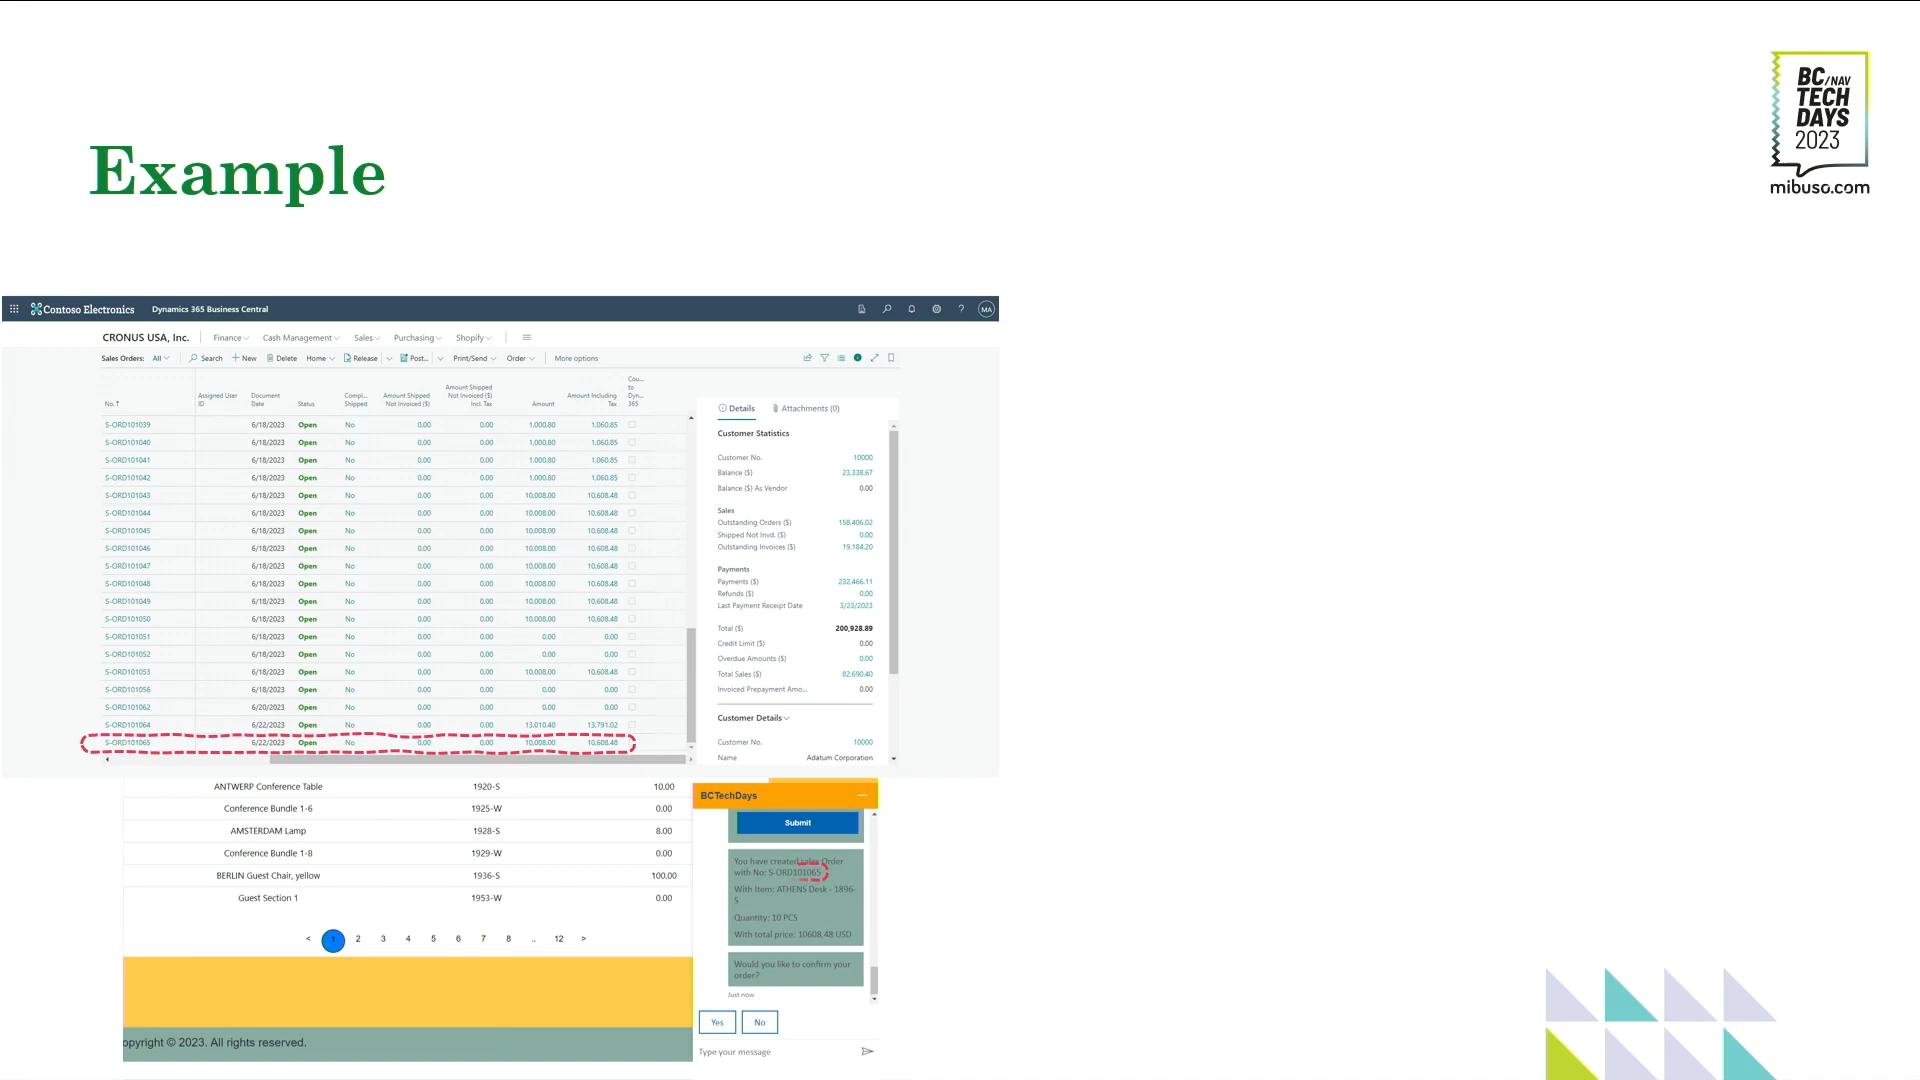 BC/NAV
TECH
DAYS
2023
mibuso.com
Example
Contoso Electronics Dynamics 365 Business Central ? MA
CRONUS USA, Inc. Finance Cash Management Sales Purchasing Shopify
Sales Orders: All Search New Delete Home Release Post... Print/Send Order More options
No. ↑ Assigned User ID Document Date Status Compl... Shipped Amount Shipped Not Invoiced ($) Amount Shipped Not Invoiced ($) Incl. Tax Amount Amount Including Tax Cou... to Dyn... 365
S-ORD101039 6/18/2023 Open No 0.00 0.00 1,000.80 1,060.85
S-ORD101040 6/18/2023 Open No 0.00 0.00 1,000.80 1,060.85
S-ORD101041 6/18/2023 Open No 0.00 0.00 1,000.80 1,060.85
S-ORD101042 6/18/2023 Open No 0.00 0.00 1,000.80 1,060.85
S-ORD101043 6/18/2023 Open No 0.00 0.00 10,008.00 10,608.48
S-ORD101044 6/18/2023 Open No 0.00 0.00 10,008.00 10,608.48
S-ORD101045 6/18/2023 Open No 0.00 0.00 10,008.00 10,608.48
S-ORD101046 6/18/2023 Open No 0.00 0.00 10,008.00 10,608.48
S-ORD101047 6/18/2023 Open No 0.00 0.00 10,008.00 10,608.48
S-ORD101048 6/18/2023 Open No 0.00 0.00 10,008.00 10,608.48
S-ORD101049 6/18/2023 Open No 0.00 0.00 10,008.00 10,608.48
S-ORD101050 6/18/2023 Open No 0.00 0.00 10,008.00 10,608.48
S-ORD101051 6/18/2023 Open No 0.00 0.00 0.00 0.00
S-ORD101052 6/18/2023 Open No 0.00 0.00 0.00 0.00
S-ORD101053 6/18/2023 Open No 0.00 0.00 10,008.00 10,608.48
S-ORD101056 6/18/2023 Open No 0.00 0.00 0.00 0.00
S-ORD101062 6/20/2023 Open No 0.00 0.00 0.00 0.00
S-ORD101064 6/22/2023 Open No 0.00 0.00 13,010.40 13,791.02
S-ORD101065 6/22/2023 Open No 0.00 0.00 10,008.00 10,608.48
Details Attachments (0)
Customer Statistics
Customer No. 10000
Balance ($) 23,338.67
Balance ($) As Vendor 0.00
Sales
Outstanding Orders ($) 158,406.02
Shipped Not Invd. ($) 0.00
Outstanding Invoices ($) 19,184.20
Payments
Payments ($) 232,466.11
Refunds ($) 0.00
Last Payment Receipt Date 3/23/2023
Total ($) 200,928.89
Credit Limit ($) 0.00
Overdue Amounts ($) 0.00
Total Sales ($) 82,690.40
Invoiced Prepayment Amo... 0.00
Customer Details
Customer No. 10000
Name Adatum Corporation
ANTWERP Conference Table 1920-S 10.00
Conference Bundle 1-6 1925-W 0.00
AMSTERDAM Lamp 1928-S 8.00
Conference Bundle 1-8 1929-W 0.00
BERLIN Guest Chair, yellow 1936-S 100.00
Guest Section 1 1953-W 0.00
< 1 2 3 4 5 6 7 8 .. 12 >
opyright © 2023. All rights reserved.
BCTechDays
Submit
You have created sales Order
with No: S-ORD101065
With Item: ATHENS Desk - 1896-
S
Quantity: 10 PCS
With total price: 10608.48 USD
Would you like to confirm your
order?
Just now
Yes No
Type your message